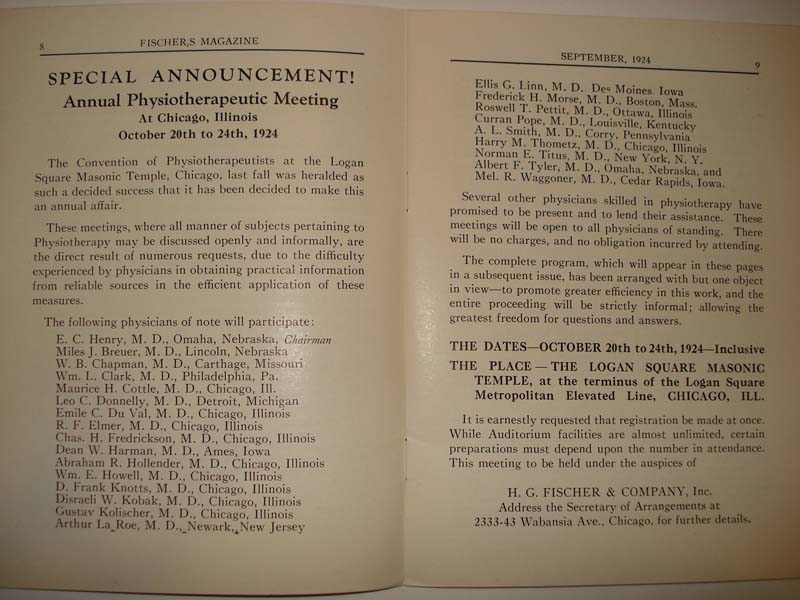 8
FISCHER,S MAGAZINE
SPECIAL ANNOUNCEMENT!
Annual Physiotherapeutic Meeting
At Chicago, Illinois
October 20th to 24th, 1924
The Convention of Physiotherapeutists at the Logan
Square Masonic Temple, Chicago, last fall was heralded as
such a decided success that it has been decided to make this
an annual affair.
These meetings, where all manner of subjects pertaining to
Physiotherapy may be discussed openly and informally, are
the direct result of numerous requests, due to the difficulty
experienced by physicians in obtaining practical information
from reliable sources in the efficient application of these
measures.
The following physicians of note will participate:
E. C. Henry, M. D., Omaha, Nebraska, Chairman
Miles J. Breuer, M. D., Lincoln, Nebraska
W. B. Chapman, M. D., Carthage, Missouri
Wm. L. Clark, M. D., Philadelphia, Pa.
Maurice H. Cottle, M. D., Chicago, Ill.
Leo C. Donnelly, M. D., Detroit, Michigan
Emile C. Du Val, M. D., Chicago, Illinois
R. F. Elmer, M. D., Chicago, Illinois
Chas. H. Fredrickson, M. D., Chicago, Illinois
Dean W. Harman, M. D., Ames, Iowa
Abraham R. Hollender, M. D., Chicago, Illinois
Wm. E. Howell, M. D., Chicago, Illinois
D. Frank Knotts, M. D., Chicago, Illinois
Disraeli W. Kobak, M. D., Chicago, Illinois
Gustav Kolischer, M. D., Chicago, Illinois
Arthur La Roe, M. D., Newark, New Jersey
SEPTEMBER, 1924
9
Ellis G. Linn, M. D., Des Moines, Iowa
Frederick H. Morse, M. D., Boston, Mass.
Roswell T. Pettit, M. D., Ottawa, Illinois
Curran Pope, M. D., Louisville, Kentucky
A. L. Smith, M. D., Corry, Pennsylvania
Harry M. Thometz, M. D., Chicago, Illinois
Norman E. Titus, M. D., New York, N. Y.
Albert F. Tyler, M. D., Omaha, Nebraska, and
Mel. R. Waggoner, M. D., Cedar Rapids, Iowa.
Several other physicians skilled in physiotherapy have
promised to be present and to lend their assistance. These
meetings will be open to all physicians of standing. There
will be no charges, and no obligation incurred by attending.
The complete program, which will appear in these pages
in a subsequent issue, has been arranged with but one object
in view—to promote greater efficiency in this work, and the
entire proceeding will be strictly informal; allowing the
greatest freedom for questions and answers.
THE DATES—OCTOBER 20th to 24th, 1924—Inclusive
THE PLACE — THE LOGAN SQUARE MASONIC
TEMPLE, at the terminus of the Logan Square
Metropolitan Elevated Line, CHICAGO, ILL.
It is earnestly requested that registration be made at once.
While Auditorium facilities are almost unlimited, certain
preparations must depend upon the number in attendance.
This meeting to be held under the auspices of
H. G. FISCHER & COMPANY, Inc.
Address the Secretary of Arrangements at
2333-43 Wabansia Ave., Chicago, for further details.